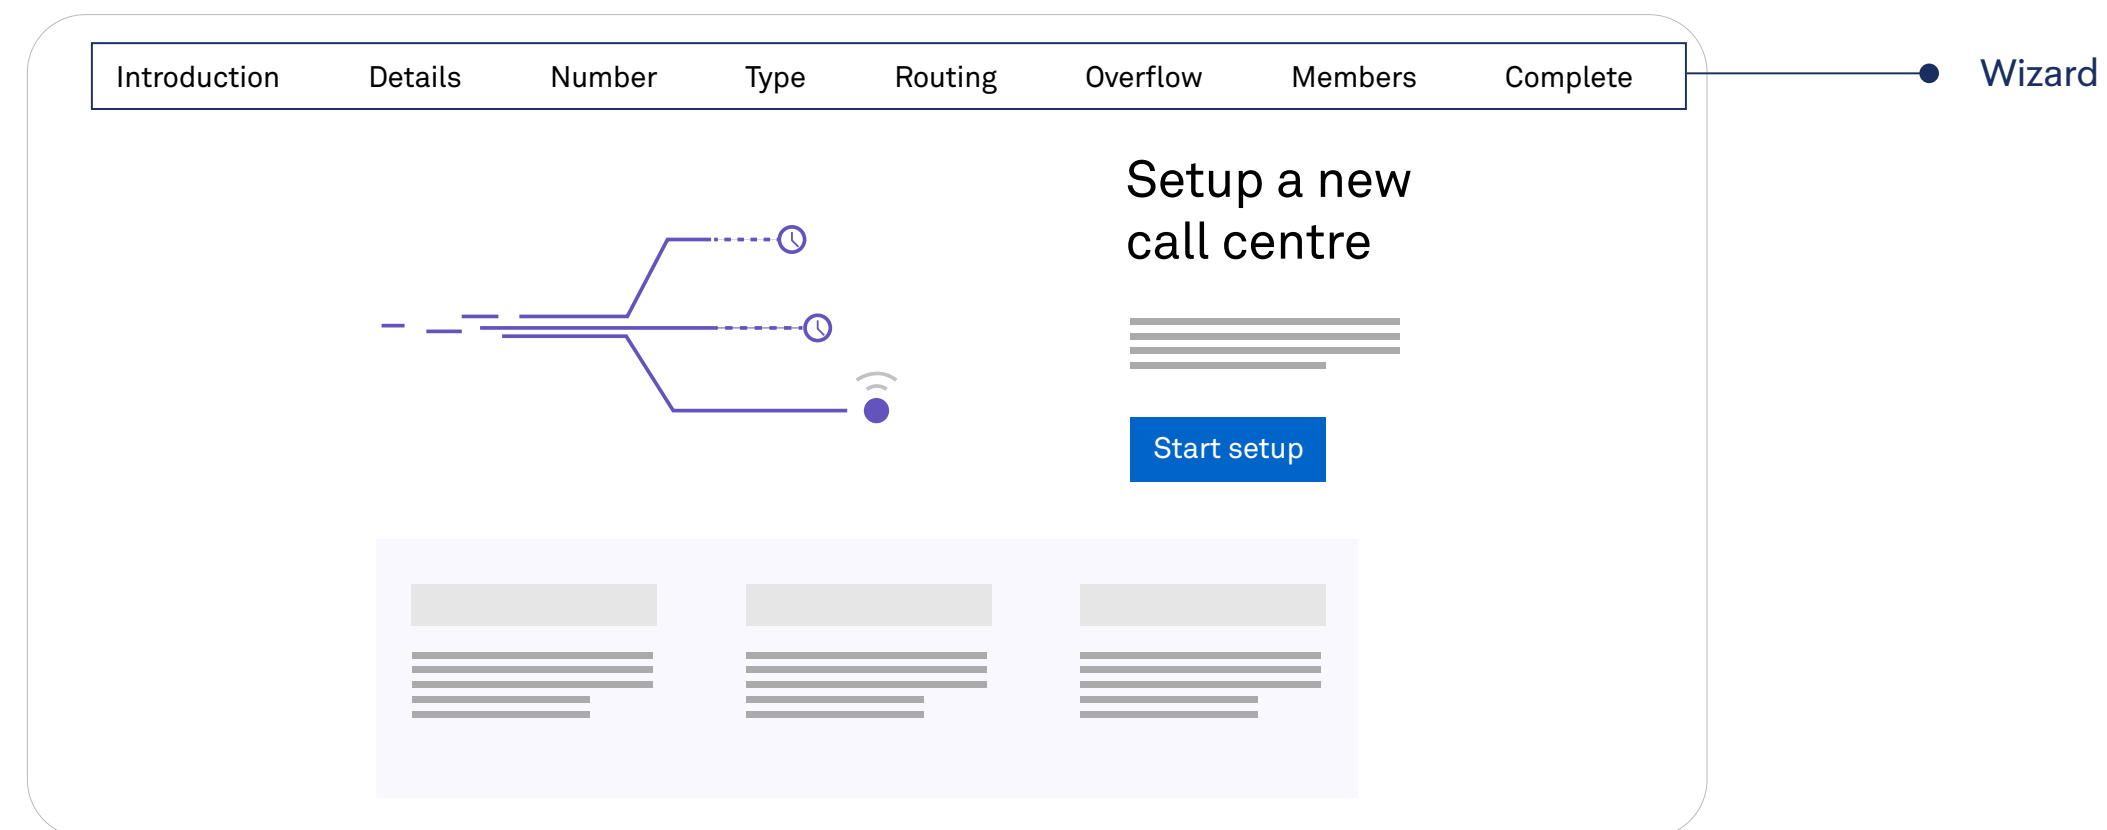 Introduction Details Number Type Routing Overflow Members Complete
Wizard
Setup a new
call centre
Start setup